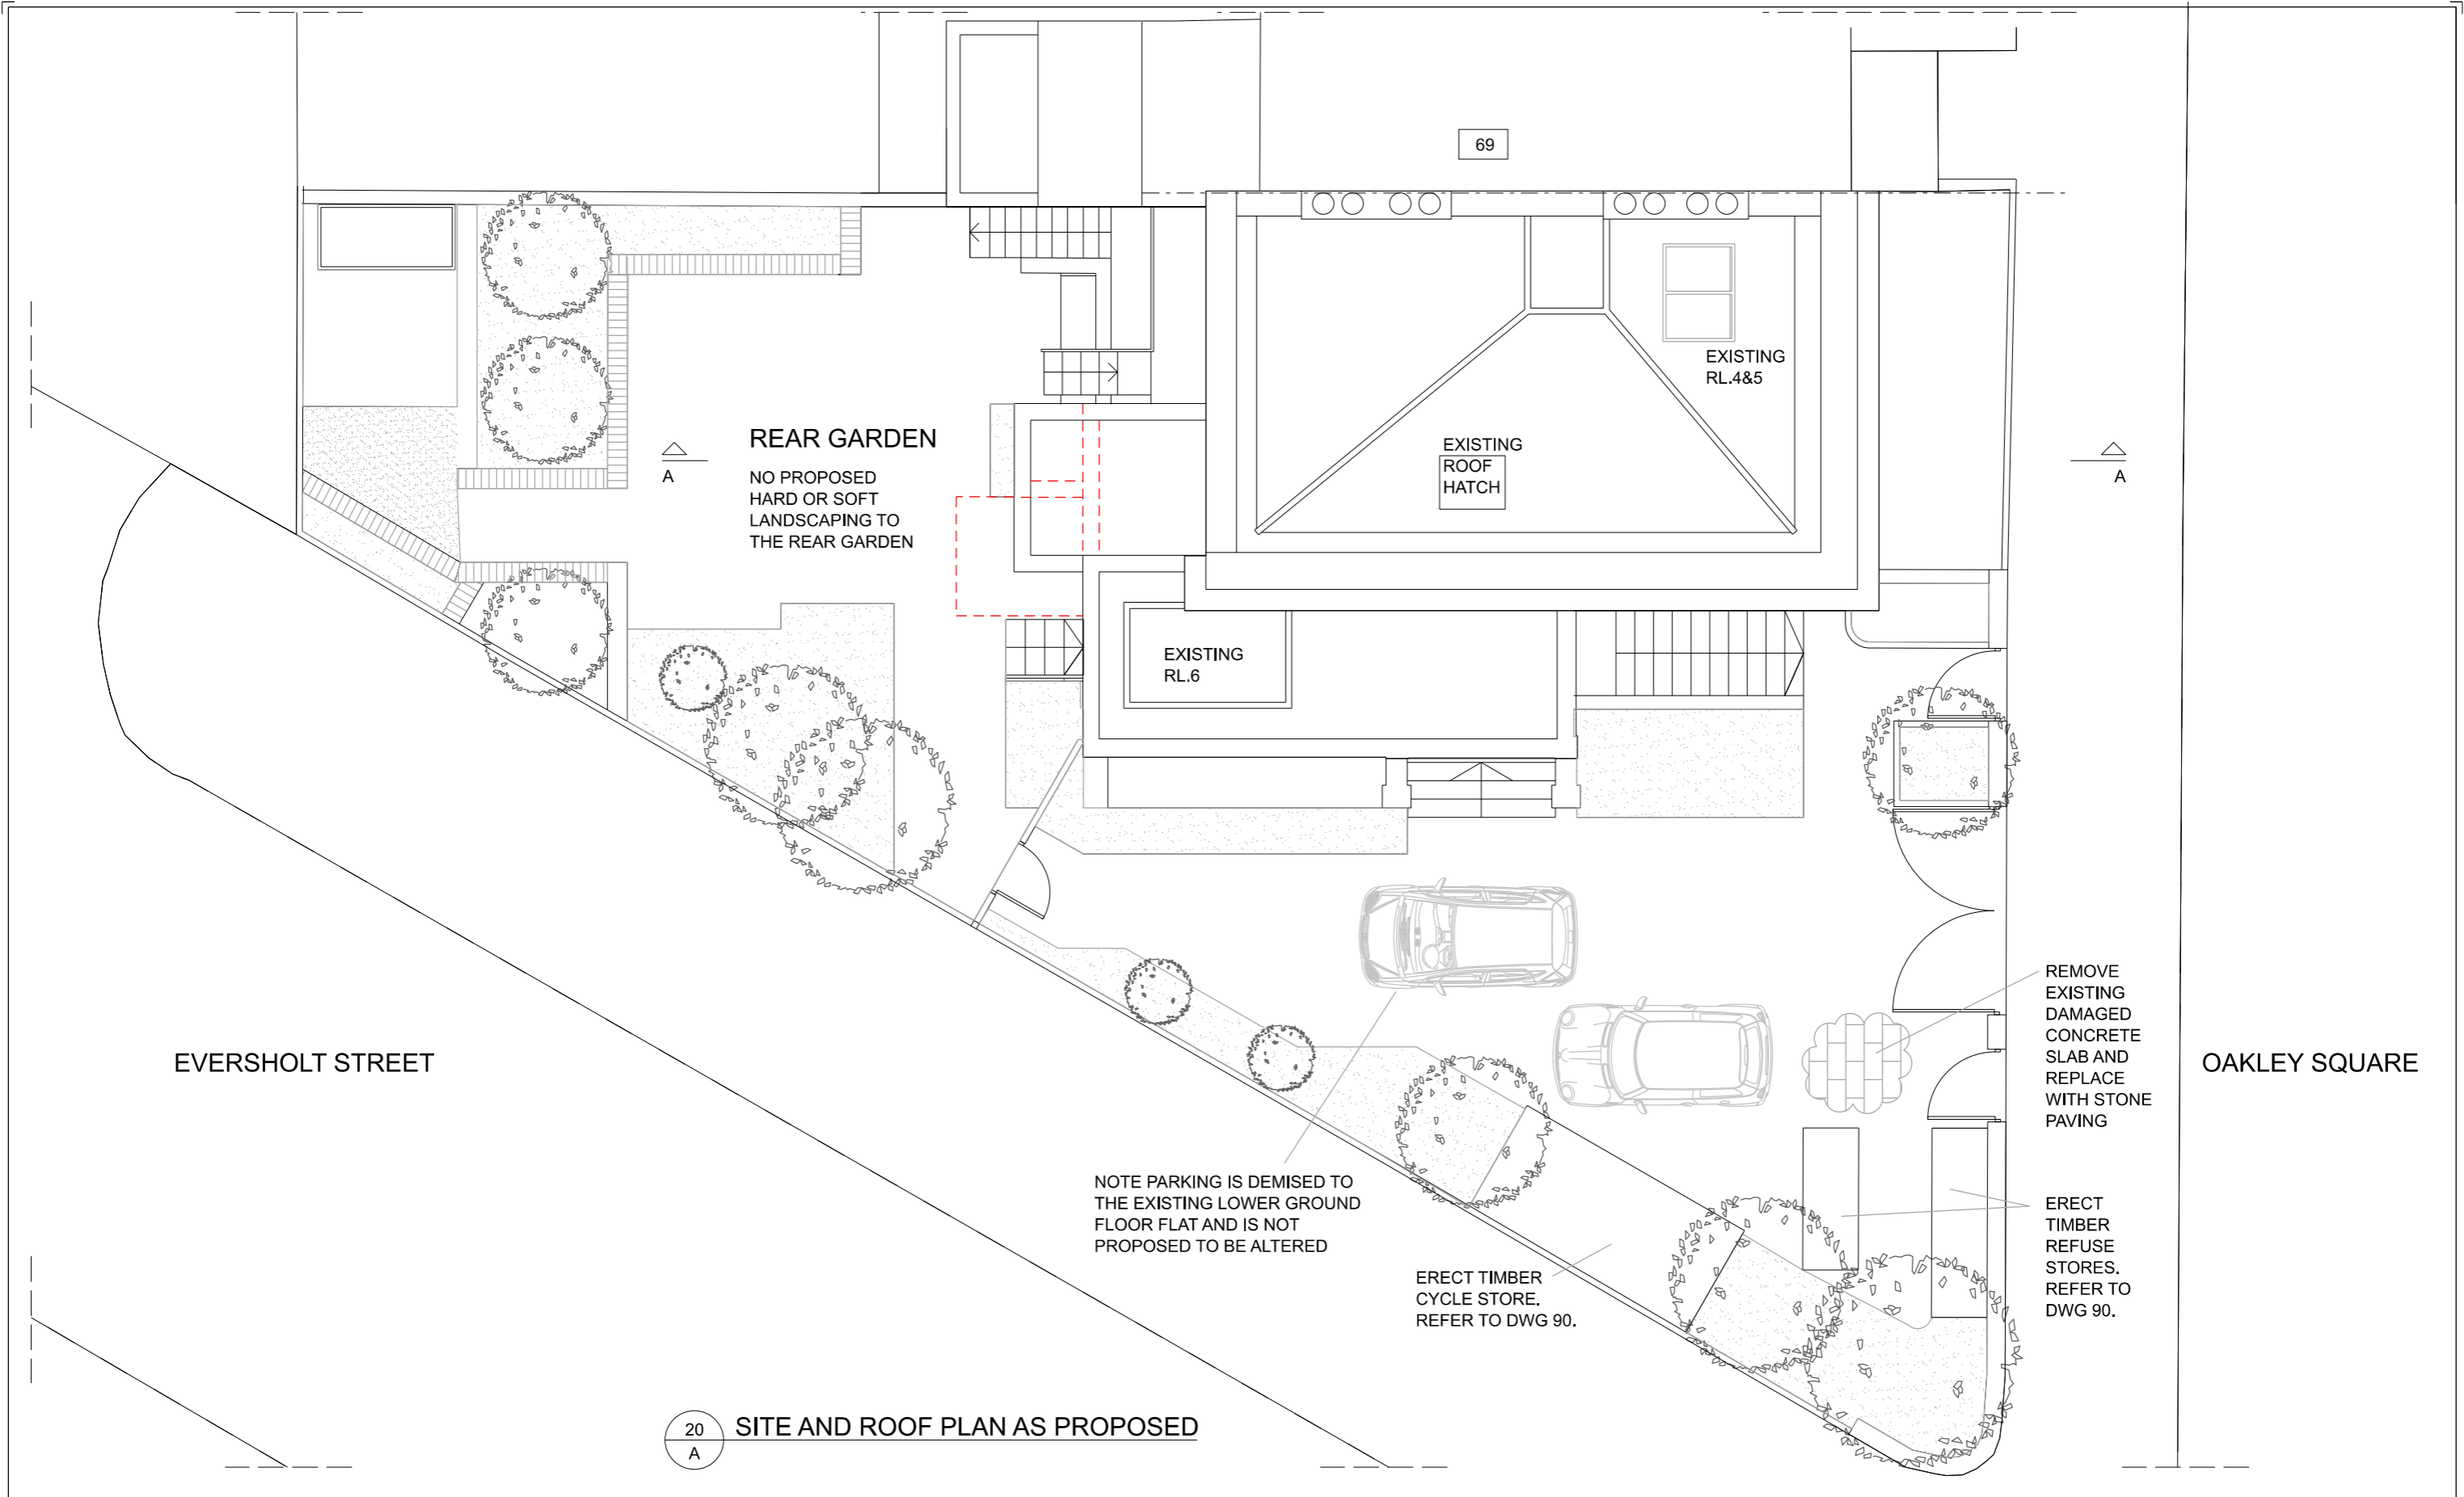 69
EXISTING
RL.4&5
EXISTING
ROOF
HATCH
REAR GARDEN
NO PROPOSED
HARD OR SOFT
LANDSCAPING TO
THE REAR GARDEN
A
A
EXISTING
RL.6
EVERSHOLT STREET
OAKLEY SQUARE
REMOVE
EXISTING
DAMAGED
CONCRETE
SLAB AND
REPLACE
WITH STONE
PAVING
NOTE PARKING IS DEMISED TO
THE EXISTING LOWER GROUND
FLOOR FLAT AND IS NOT
PROPOSED TO BE ALTERED
ERECT TIMBER
CYCLE STORE.
REFER TO DWG 90.
ERECT
TIMBER
REFUSE
STORES.
REFER TO
DWG 90.
20
A
SITE AND ROOF PLAN AS PROPOSED